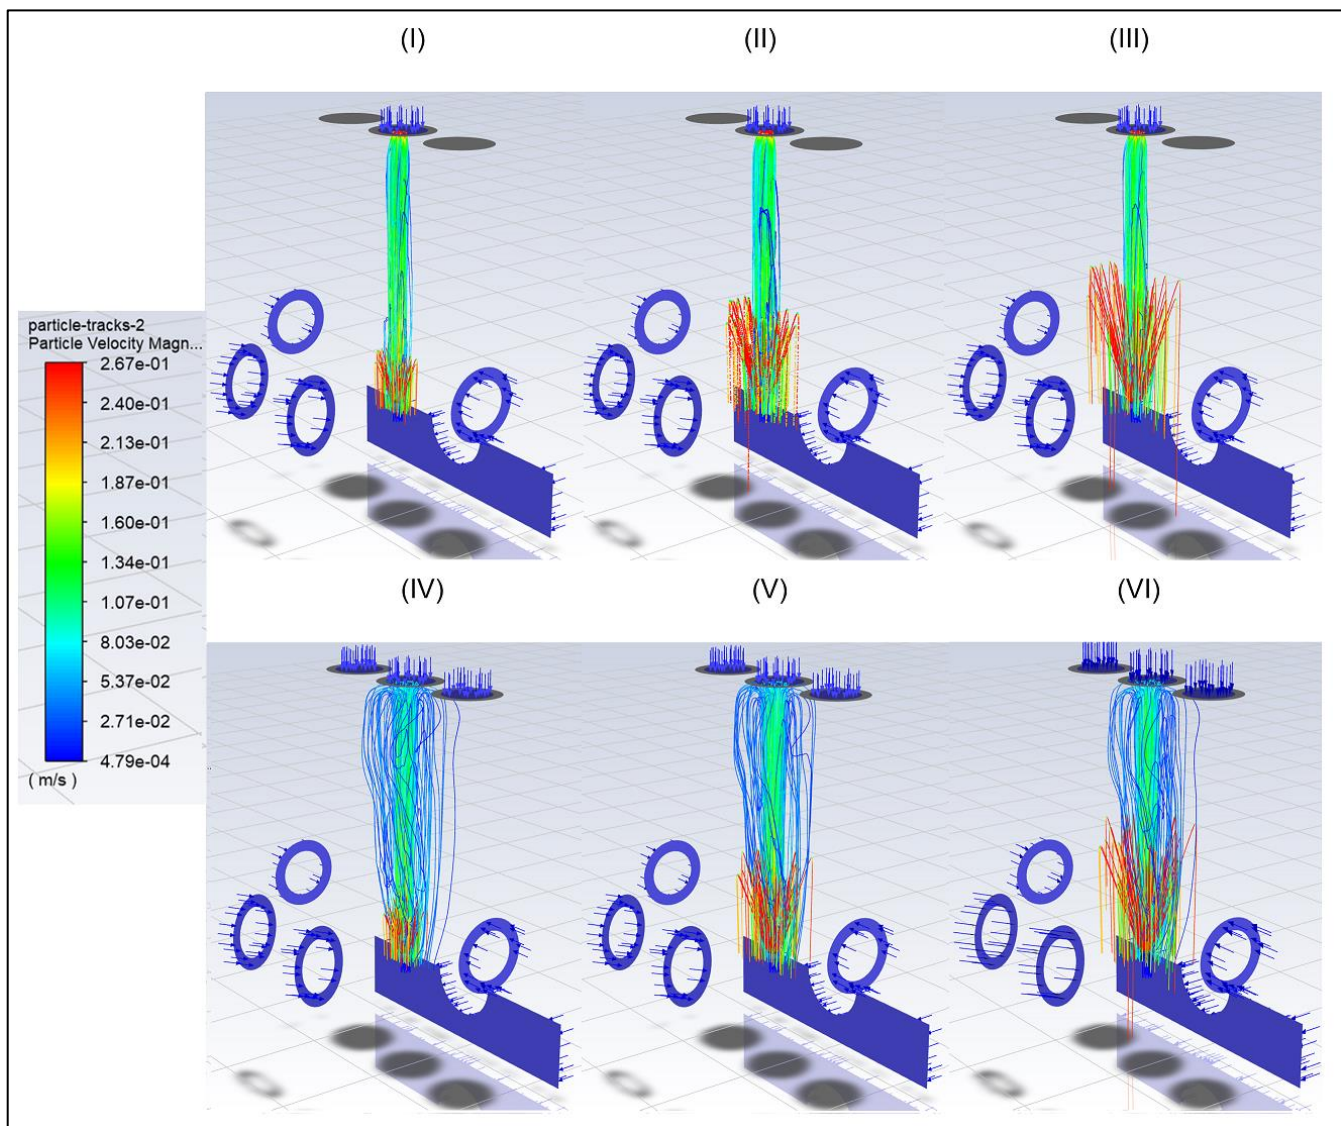 (I)
(II)
(III)
particle-tracks-2
Particle Velocity Magn...
2.67e-01
2.40e-01
2.13e-01
1.87e-01
1.60e-01
1.34e-01
1.07e-01
8.03e-02
5.37e-02
2.71e-02
4.79e-04
( m/s )
(IV)
(V)
(VI)